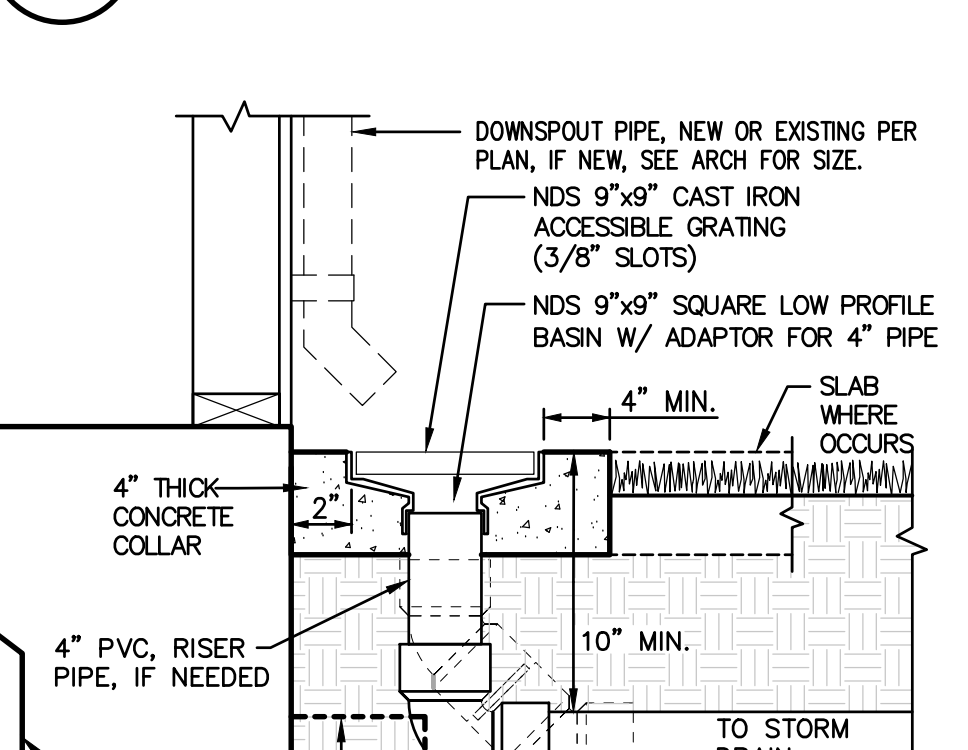 DOWNSPOUT PIPE, NEW OR EXISTING PER
PLAN, IF NEW, SEE ARCH FOR SIZE.
NDS 9"x9" CAST IRON
ACCESSIBLE GRATING
(3/8" SLOTS)
NDS 9"x9" SQUARE LOW PROFILE
BASIN W/ ADAPTOR FOR 4" PIPE
4" MIN.
SLAB
WHERE
OCCURS
4" THICK
CONCRETE
COLLAR
2"
4" PVC, RISER
PIPE, IF NEEDED
10" MIN.
TO STORM
DRAIN